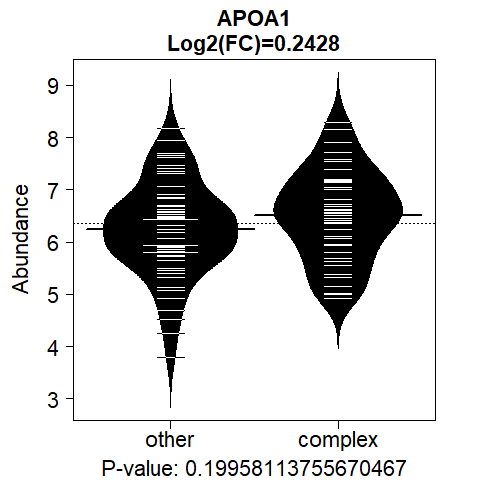 APOA1
Log2(FC)=0.2428
Abundance
9
8
7
6
5
4
3
other complex
P-value: 0.19958113755670467